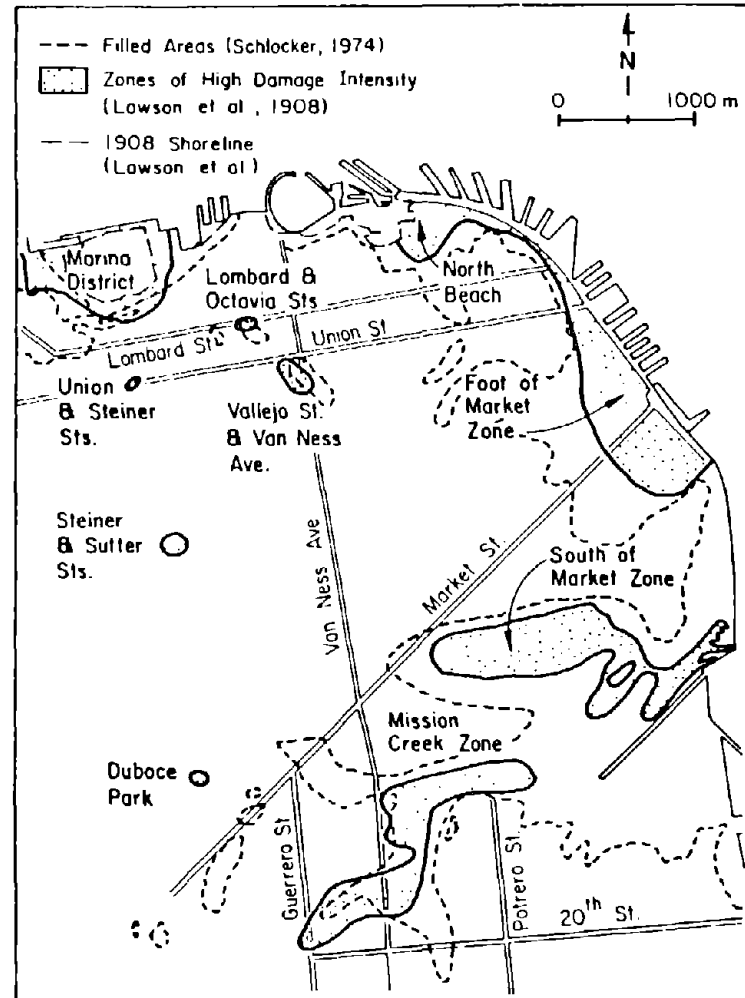 Filled Areas (Schlocker, 1974)
Zones of High Damage Intensity
(Lawson et al , 1908)
1908 Shoreline
(Lawson et al)
N
0 1000 m
Marina
District
Lombard &
Octavia Sts
North
Beach
Lombard St.
Union St
Union
& Steiner
Sts.
Vallejo St.
& Van Ness
Ave.
Foot of
Market
Zone
Steiner
& Sutter
Sts.
Van Ness Ave
Market St.
South of
Market Zone
Mission
Creek Zone
Duboce
Park
Guerrero St
Potrero St.
20th St.